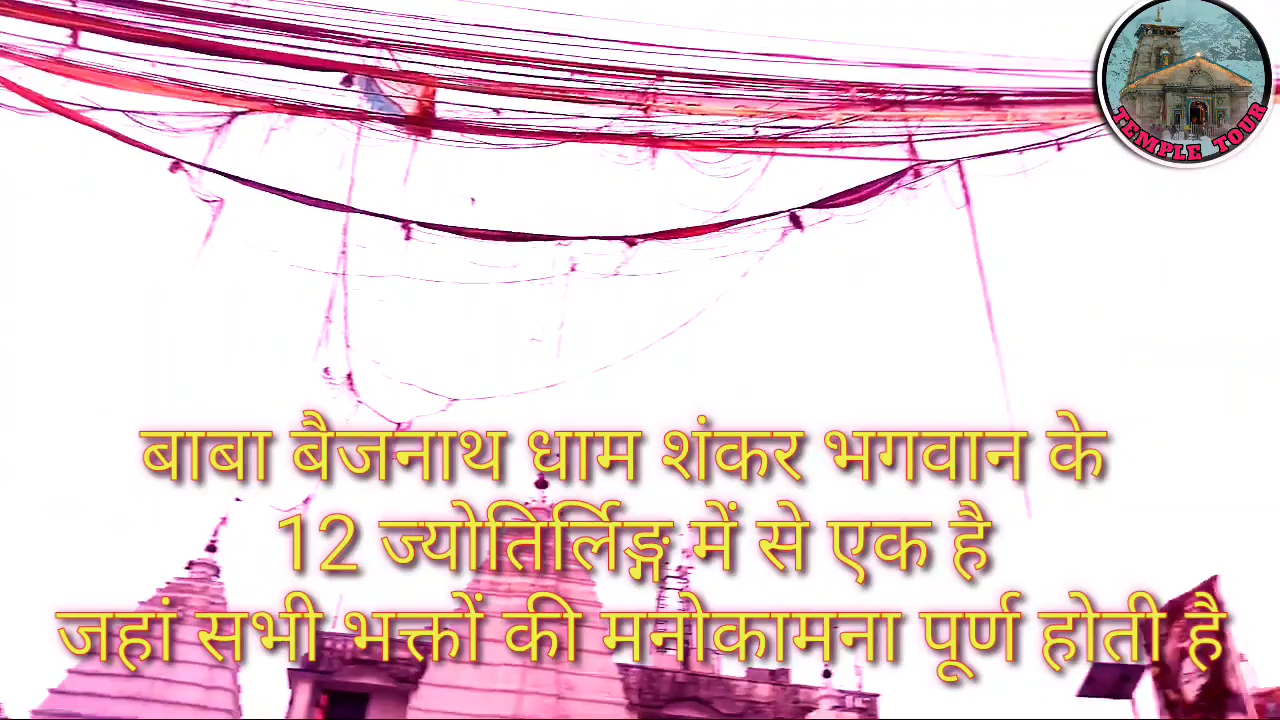 TEMPLE TOUR
बाबा बैजनाथ धाम शंकर भगवान के
12 ज्योतिर्लिङ्ग में से एक है
जहां सभी भक्तों की मनोकामना पूर्ण होती है